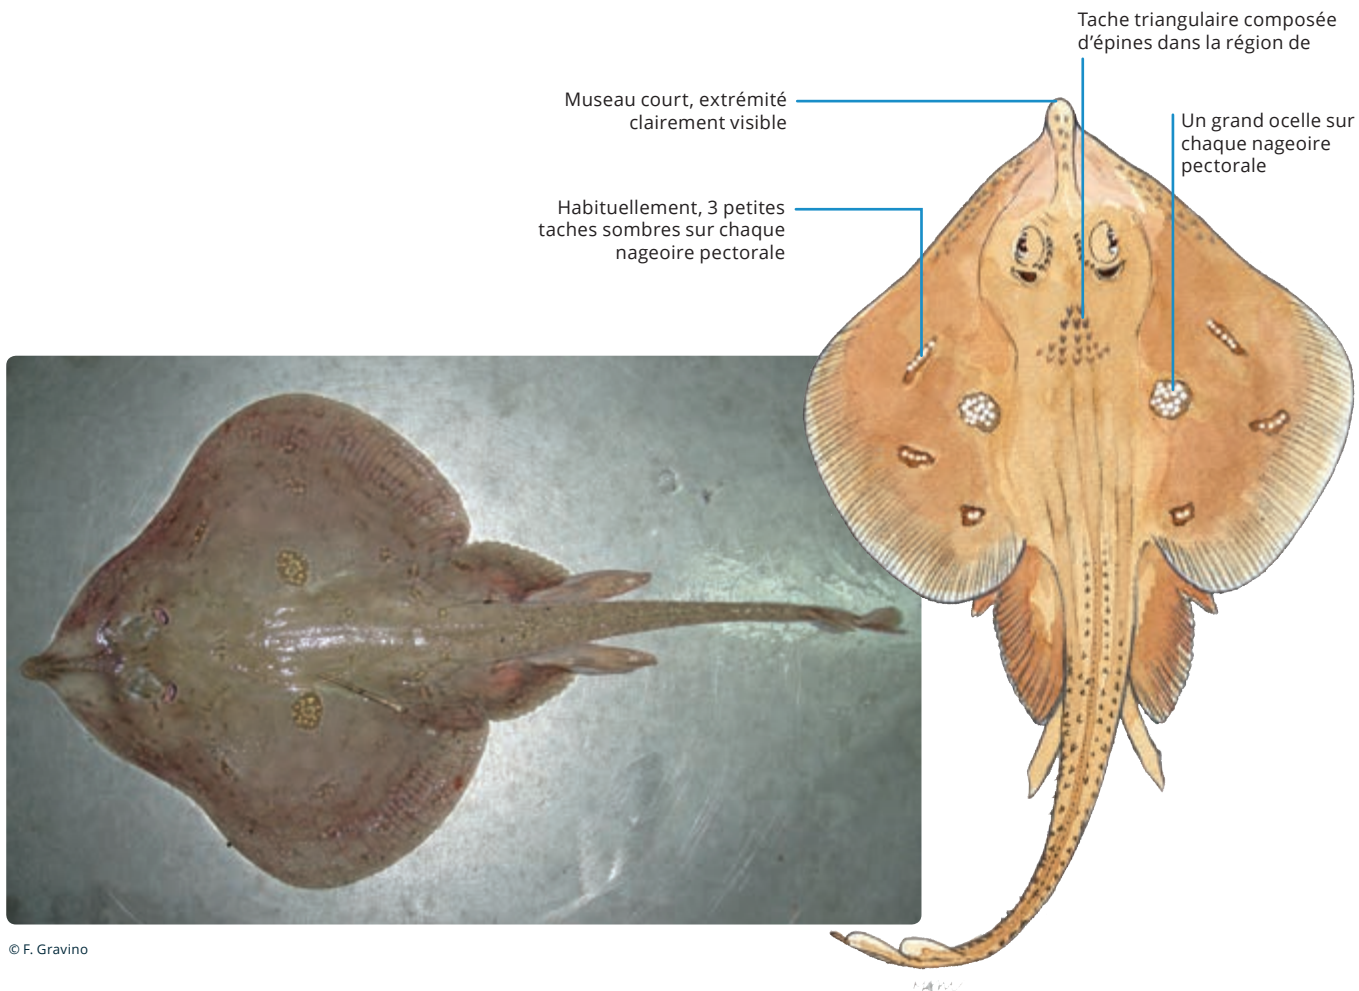 Tache triangulaire composée
d'épines dans la région de
Museau court, extrémité
clairement visible
Un grand ocelle sur
chaque nageoire
pectorale
Habituellement, 3 petites
taches sombres sur chaque
nageoire pectorale
© F. Gravino